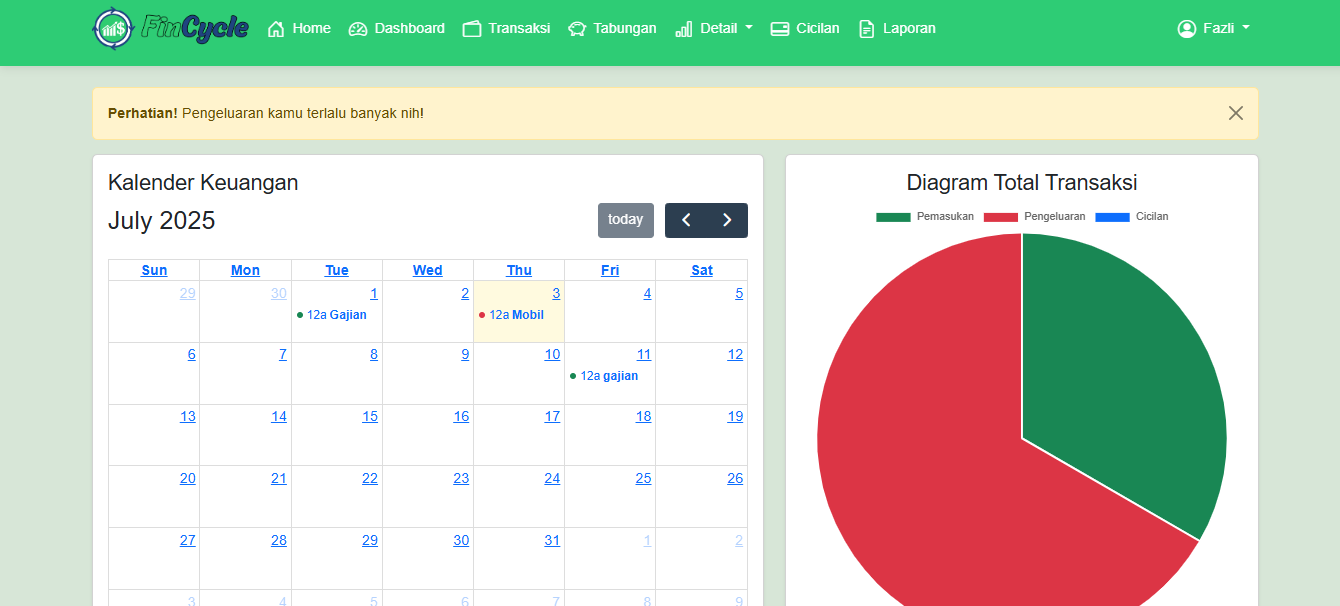 FinCycle Home Dashboard Transaksi Tabungan Detail Cicilan Laporan Fazli
Perhatian! Pengeluaran kamu terlalu banyak nih!
Kalender Keuangan
July 2025
today
Sun Mon Tue Wed Thu Fri Sat
29 30 1 2 3 4 5
12a Gajian 12a Mobil
6 7 8 9 10 11 12
12a gajian
13 14 15 16 17 18 19
20 21 22 23 24 25 26
27 28 29 30 31 1 2
3 4 5 6 7 8 9
Diagram Total Transaksi
Pemasukan Pengeluaran Cicilan